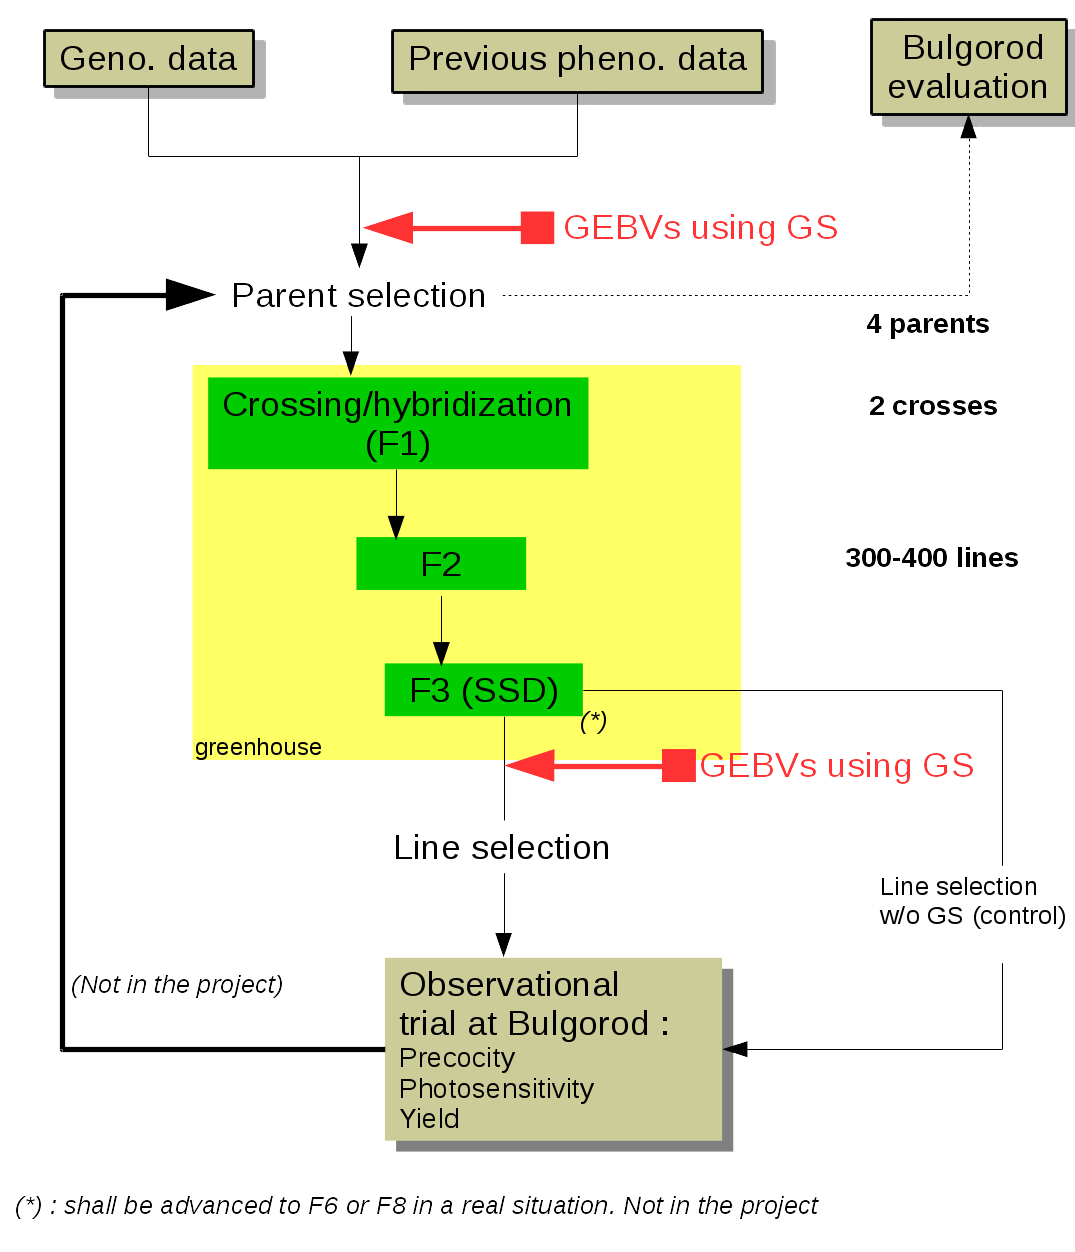 Geno. data
Previous pheno. data
Bulgorod
evaluation
GEBVs using GS
Parent selection
4 parents
Crossing/hybridization
(F1)
2 crosses
F2
300-400 lines
F3 (SSD)
(*)
greenhouse
GEBVs using GS
Line selection
Line selection
w/o GS (control)
(Not in the project)
Observational
trial at Bulgorod :
Precocity
Photosensitivity
Yield
(*) : shall be advanced to F6 or F8 in a real situation. Not in the project